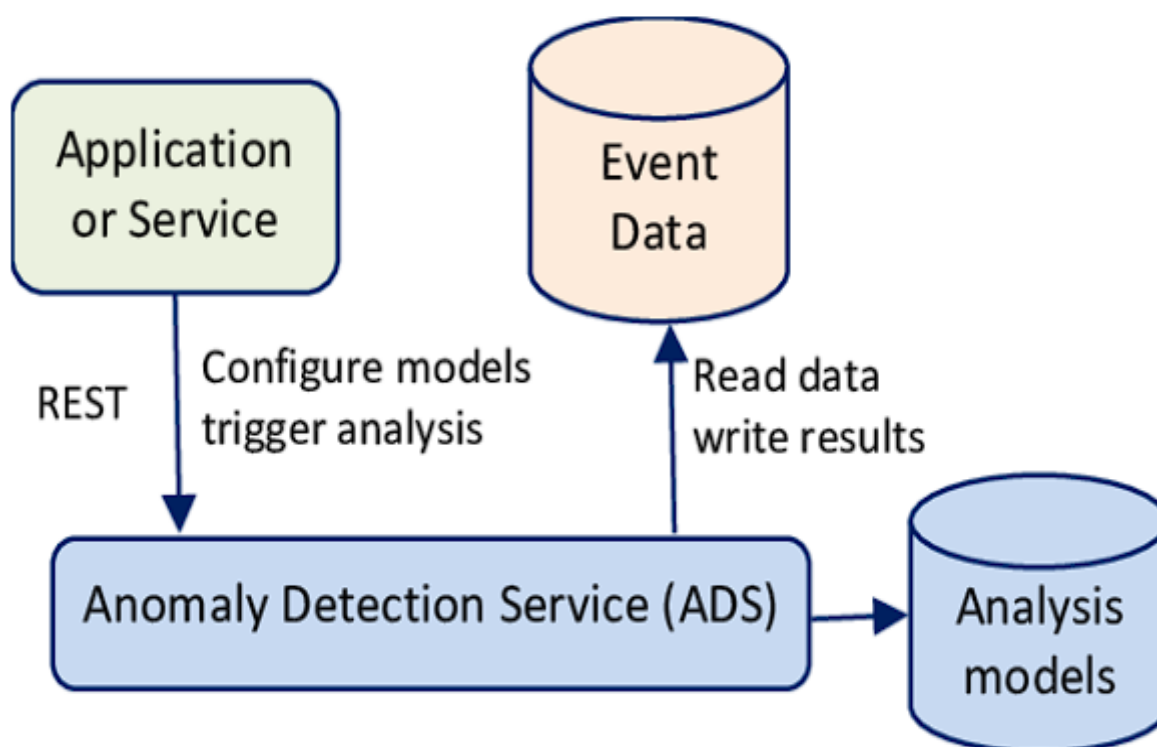 Application
or Service
Event
Data
REST
Configure models
trigger analysis
Read data
write results
Anomaly Detection Service (ADS)
Analysis
models